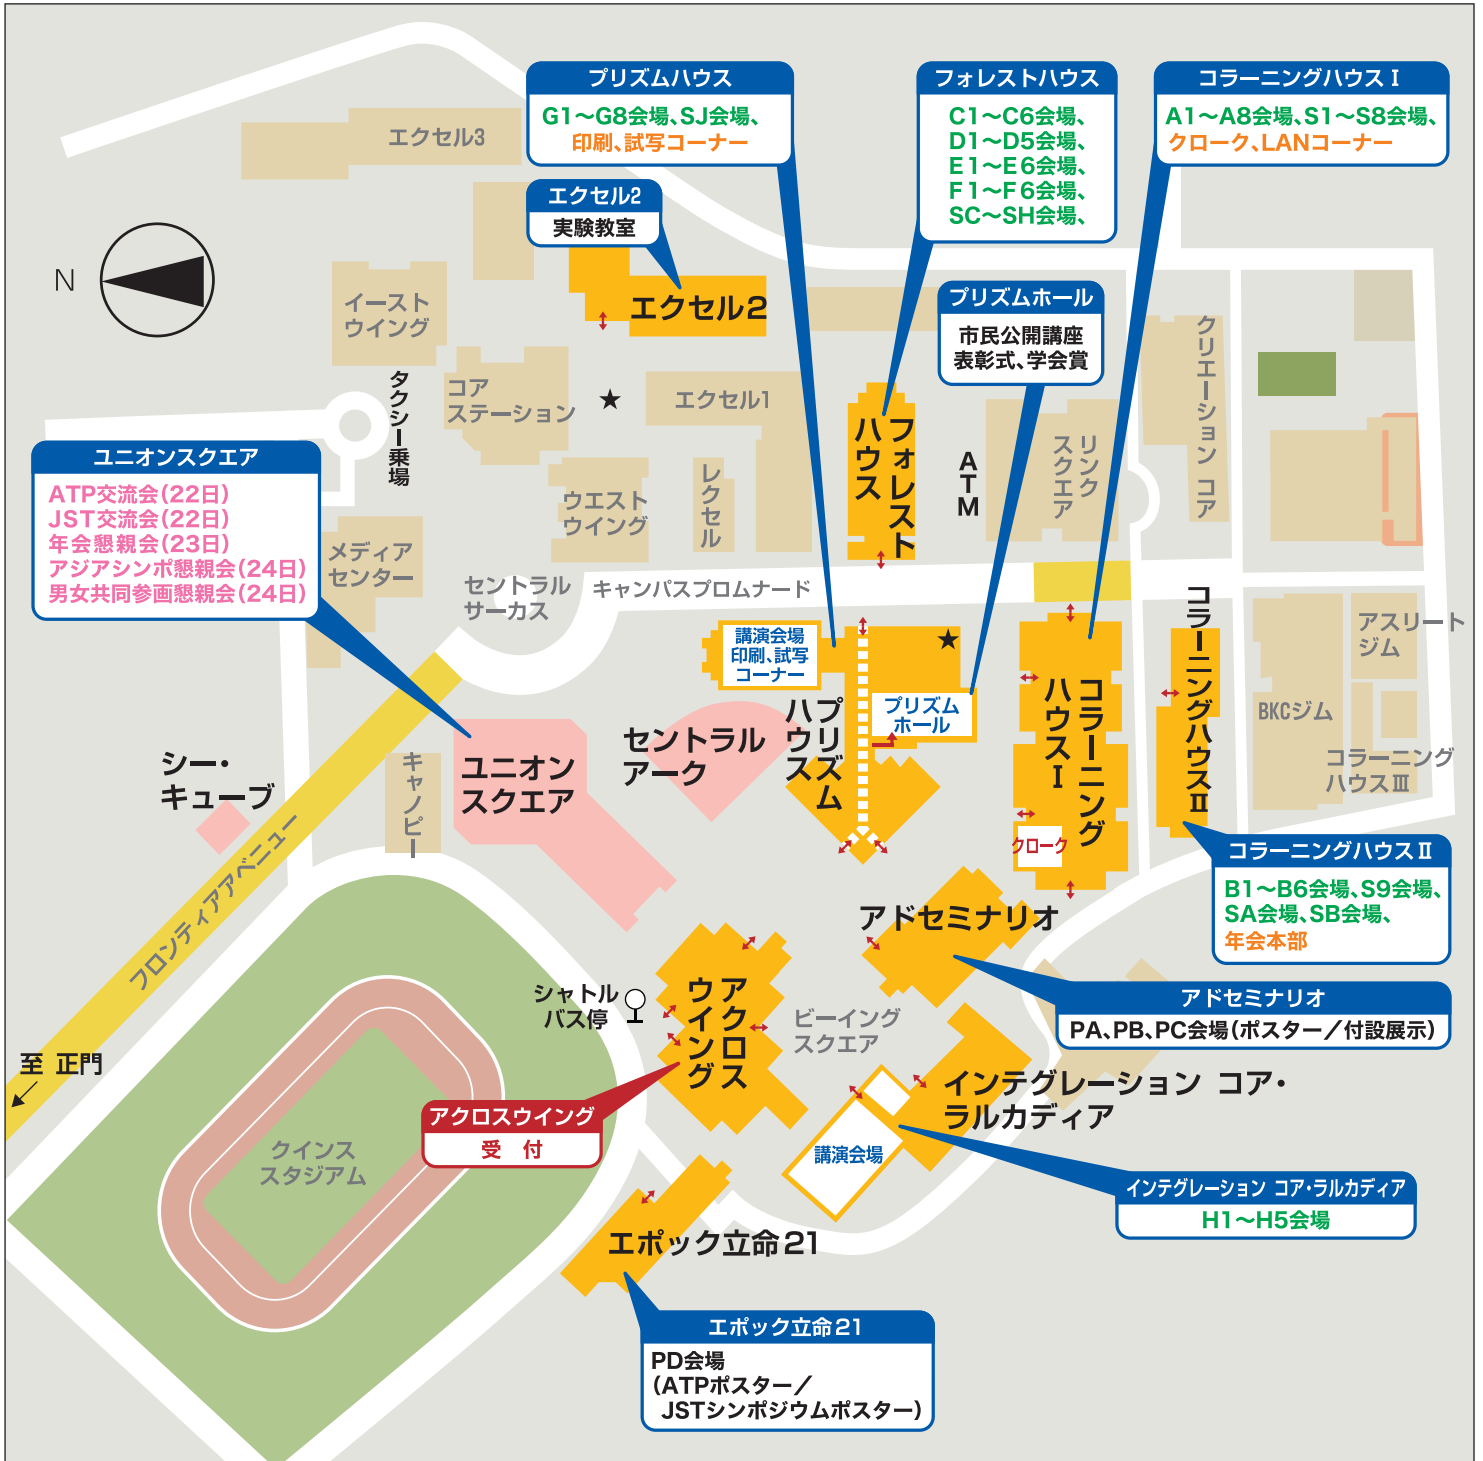 プリズムハウス
G1～G8会場、SJ会場、
印刷、試写コーナー
フォレストハウス
C1～C6会場、
D1～D5会場、
E1～E6会場、
F1～F6会場、
SC～SH会場、
コラーニングハウスⅠ
A1～A8会場、S1～S8会場、
クローク、LANコーナー
エクセル3
エクセル2
実験教室
N
イースト
ウイング
エクセル2
プリズムホール
市民公開講座
表彰式、学会賞
クリエーション コア
コア
ステーション
★
エクセル1
タクシー乗場
フォレスト
ハウス
ATM
リンク
スクエア
ユニオンスクエア
ATP交流会(22日)
JST交流会(22日)
年会懇親会(23日)
アジアシンポ懇親会(24日)
男女共同参画懇親会(24日)
ウエスト
ウイング
レクセル
メディア
センター
セントラル
サーカス
キャンパスプロムナード
講演会場
印刷、試写
コーナー
★
プリズム
ホール
プリズム
ハウス
コラーニング
ハウスⅠ
クローク
コラーニングハウスⅡ
アスリート
ジム
BKCジム
コラーニング
ハウスⅢ
シー・
キューブ
キャノピー
ユニオン
スクエア
セントラル
アーク
フロンティアアベニュー
コラーニングハウスⅡ
B1～B6会場、S9会場、
SA会場、SB会場、
年会本部
アドセミナリオ
アドセミナリオ
PA、PB、PC会場(ポスター／付設展示)
シャトル
バス停
アクロス
ウイング
ビーイング
スクエア
至 正門
インテグレーション コア・
ラルカディア
アクロスウイング
受 付
クインス
スタジアム
講演会場
インテグレーション コア・ラルカディア
H1～H5会場
エポック立命21
エポック立命21
PD会場
(ATPポスター／
JSTシンポジウムポスター)